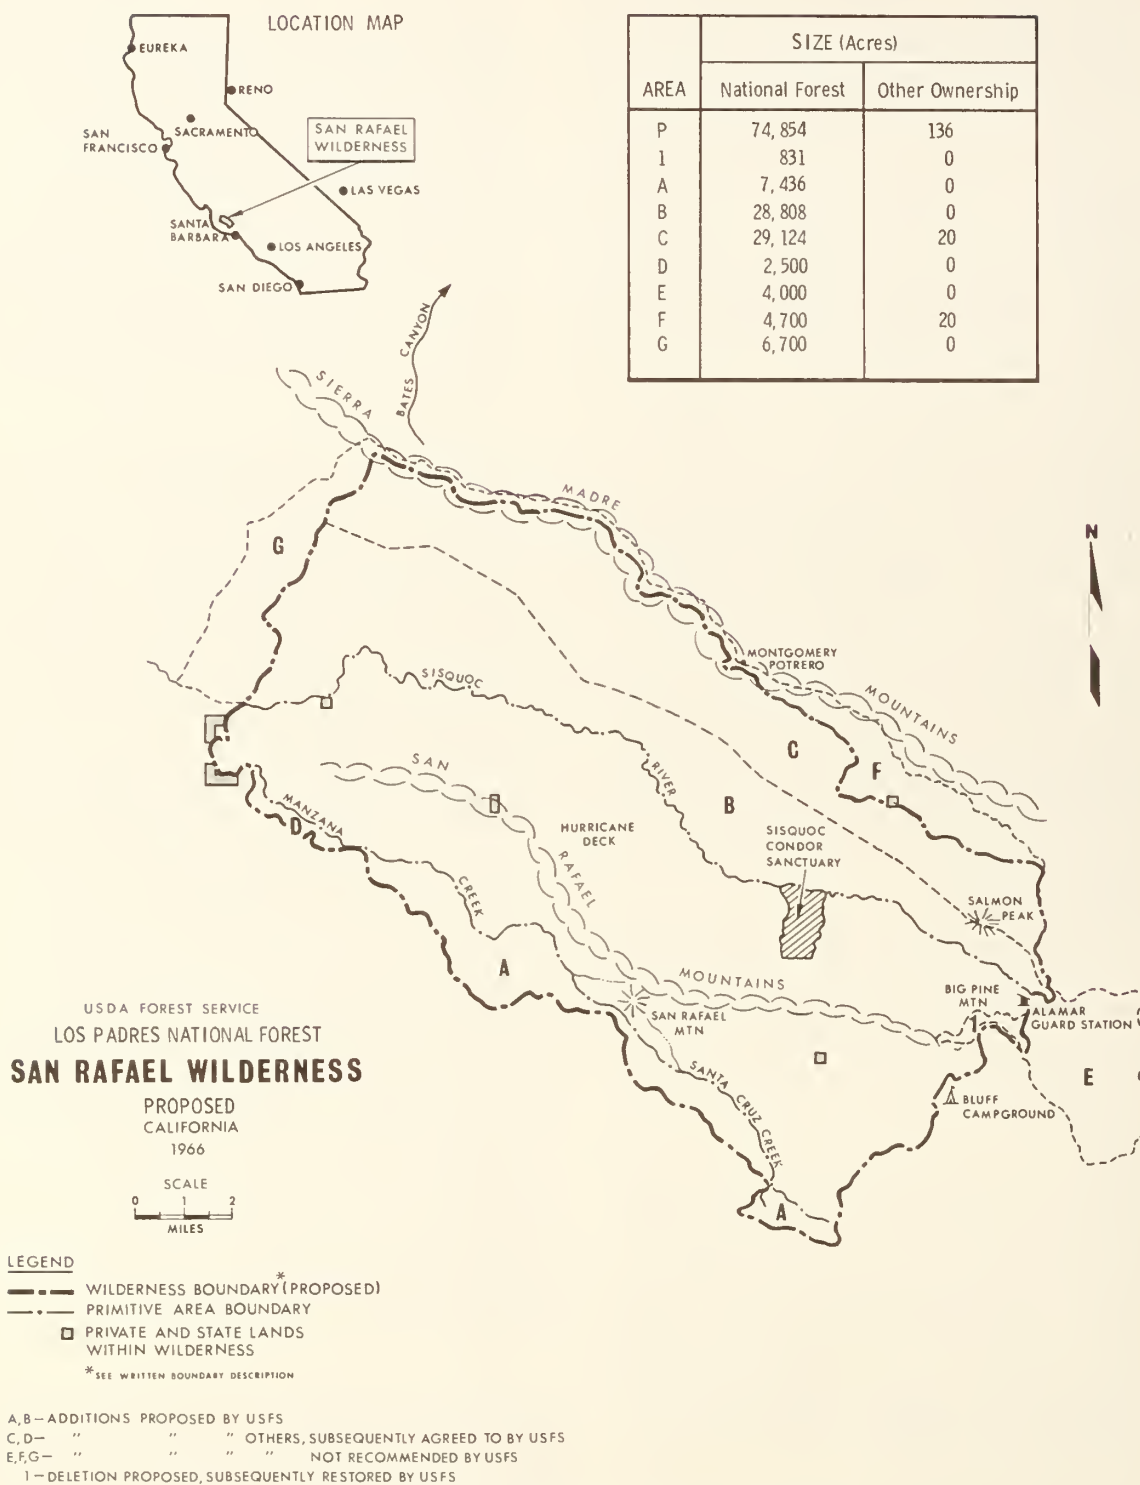 LOCATION MAP
EUREKA
RENO
SACRAMENTO
SAN
FRANCISCO
SAN RAFAEL
WILDERNESS
LAS VEGAS
SANTA
BARBARA
LOS ANGELES
SAN DIEGO
SIZE (Acres)
AREA National Forest Other Ownership
P 74,854 136
1 831 0
A 7,436 0
B 28,808 0
C 29,124 20
D 2,500 0
E 4,000 0
F 4,700 20
G 6,700 0
BATES CANYON
SIERRA
MADRE
MOUNTAINS
N
G
MONTGOMERY
POTRERO
SISQUOC
RIVER
C
F
B
SAN
RAFAEL
MOUNTAINS
MANZANA
CREEK
D
HURRICANE
DECK
SISQUOC
CONDOR
SANCTUARY
SALMON
PEAK
A
SAN RAFAEL
MTN
BIG PINE
MTN
1
ALAMAR
GUARD STATION
E
BLUFF
CAMPGROUND
SANTA CRUZ CREEK
A
USDA FOREST SERVICE
LOS PADRES NATIONAL FOREST
SAN RAFAEL WILDERNESS
PROPOSED
CALIFORNIA
1966
SCALE
0 1 2
MILES
LEGEND
WILDERNESS BOUNDARY* (PROPOSED)
PRIMITIVE AREA BOUNDARY
PRIVATE AND STATE LANDS
WITHIN WILDERNESS
*SEE WRITTEN BOUNDARY DESCRIPTION
A,B—ADDITIONS PROPOSED BY USFS
C,D— " " " OTHERS, SUBSEQUENTLY AGREED TO BY USFS
E,F,G— " " " " NOT RECOMMENDED BY USFS
1—DELETION PROPOSED, SUBSEQUENTLY RESTORED BY USFS